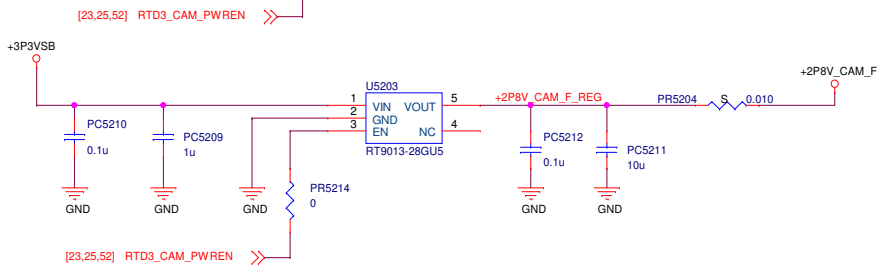 [23,25,52] RTD3_CAM_PWREN
+3P3VSB
+2P8V_CAM_F
U5203
1 VIN VOUT 5
+2P8V_CAM_F_REG
PR5204 S 0.010
2 GND
3 EN NC 4
RT9013-28GU5
PC5210
0.1u
PC5209
1u
PC5212
0.1u
PC5211
10u
PR5214
0
GND
GND
GND
GND
GND
[23,25,52] RTD3_CAM_PWREN